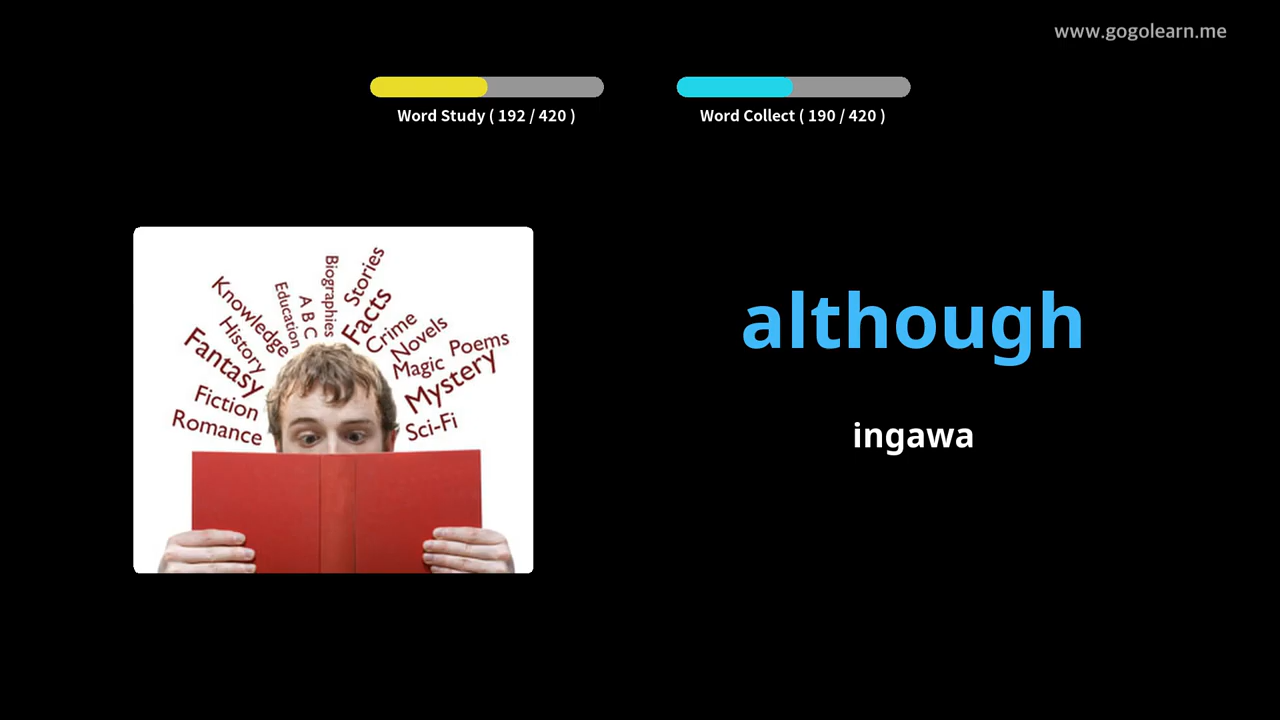 www.gogolearn.me
Word Study ( 192 / 420 )
Word Collect ( 190 / 420 )
although
ingawa
Knowledge
Education
A B C
Biographies
Stories
Facts
Crime
Novels
Poems
Magic
Mystery
Sci-Fi
History
Fantasy
Fiction
Romance